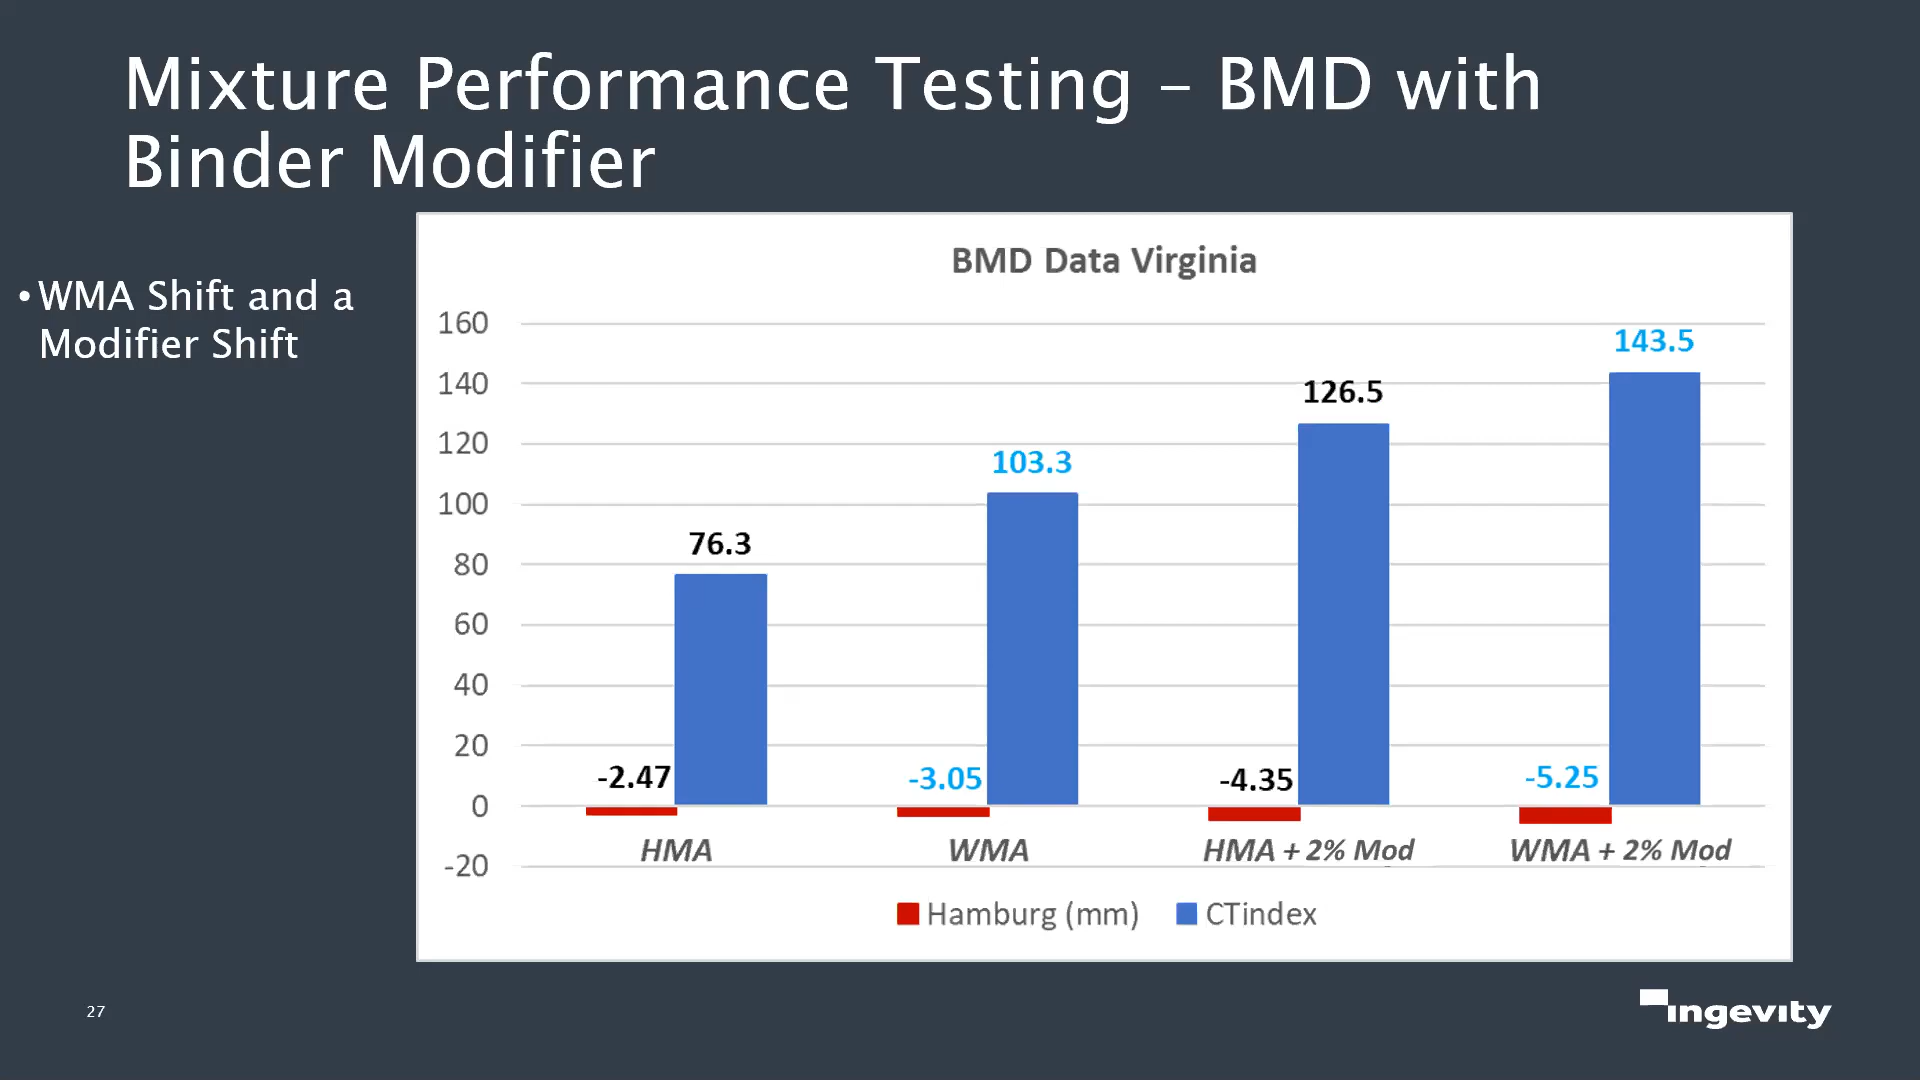 Mixture Performance Testing – BMD with
Binder Modifier
• WMA Shift and a
Modifier Shift
BMD Data Virginia
160
140
120
100
80
60
40
20
0
-20
76.3
103.3
126.5
143.5
-2.47
-3.05
-4.35
-5.25
HMA
WMA
HMA + 2% Mod
WMA + 2% Mod
Hamburg (mm)
CTindex
27
ingevity